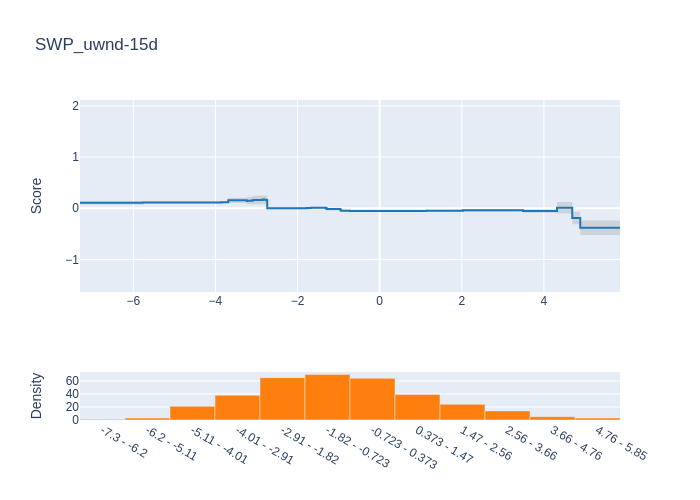 SWP_uwnd-15d
2
1
0
−1
Score
−6
−4
−2
0
2
4
60
40
20
0
Density
-7.3 - -6.2
-6.2 - -5.11
-5.11 - -4.01
-4.01 - -2.91
-2.91 - -1.82
-1.82 - -0.723
-0.723 - 0.373
0.373 - 1.47
1.47 - 2.56
2.56 - 3.66
3.66 - 4.76
4.76 - 5.85